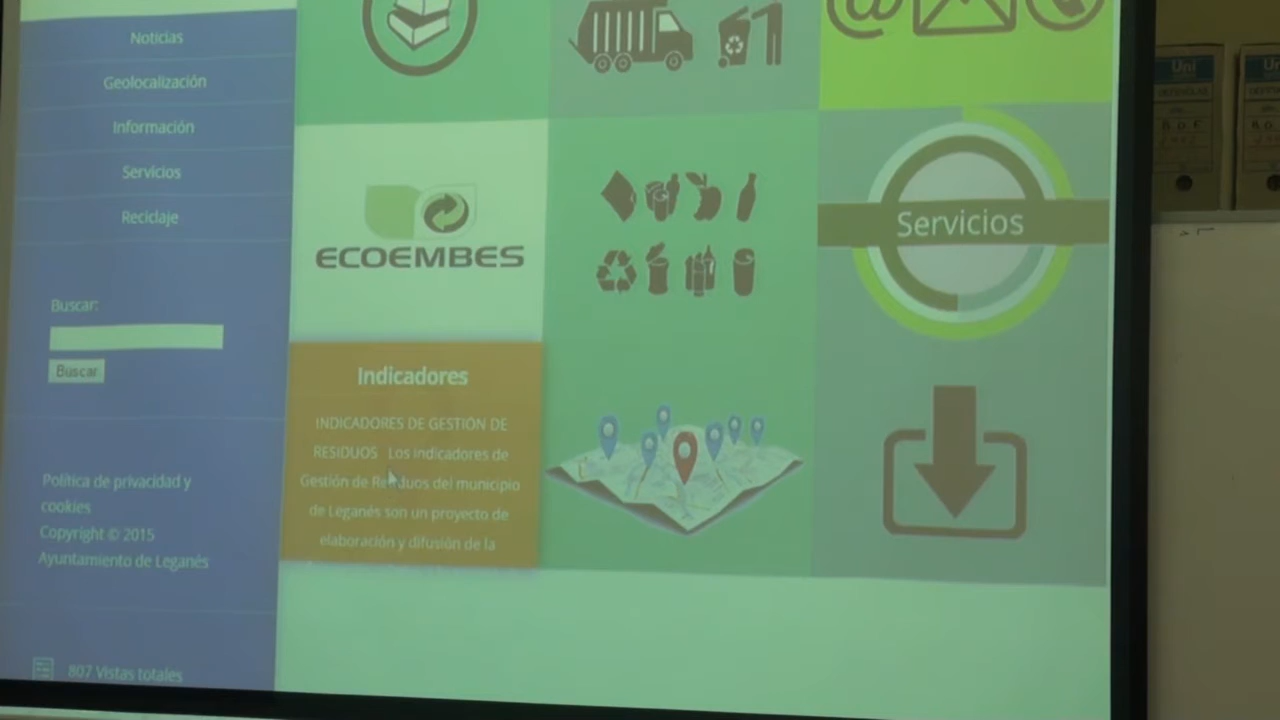 Noticias
Geolocalización
Información
Servicios
Reciclaje
Buscar:
Buscar
Política de privacidad y
cookies
Copyright © 2015
Ayuntamiento de Leganés
807 Vistas totales
@
ECOEMBES
Servicios
Indicadores
INDICADORES DE GESTIÓN DE
RESIDUOS Los indicadores de
Gestión de Residuos del municipio
de Leganés son un proyecto de
elaboración y difusión de la
Uni
B.O.E